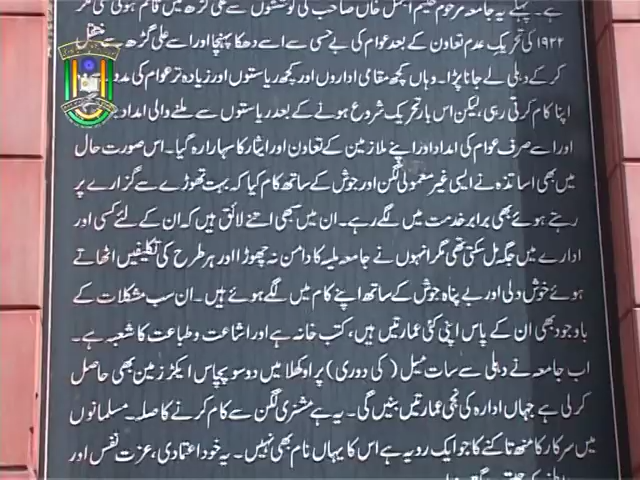 ہے۔ پہلے یہ جامعہ مرحوم حکیم اجمل خاں صاحب کی کوششوں سے علی گڑھ میں قائم ہوئی تھی مگر
۱۹۲۲ کی تحریک عدم تعاون کے بعد عوام کی بے حسی سے اسے دھکا پہنچا اور اسے علی گڑھ سے
کر کے دہلی لے جانا پڑا۔ وہاں کچھ مقامی اداروں اور کچھ ریاستوں اور زیادہ تر عوام کی مدد
اپنا کام کرتی رہی، لیکن اس بار تحریک شروع ہونے کے بعد ریاستوں سے ملنے والی امداد
اور اسے صرف عوام کی امداد اور اپنے ملازمین کے تعاون اور ایثار کا سہارا رہ گیا۔ اس صورت حال
میں بھی اساتذہ نے ایسی غیر معمولی لگن اور جوش کے ساتھ کام کیا کہ بہت تھوڑے سے گزارے پر
رہتے ہوئے بھی برابر خدمت میں لگے رہے۔ ان میں سبھی اتنے لائق ہیں کہ ان کے لئے کسی اور
ادارے میں جگہ مل سکتی تھی مگر انہوں نے جامعہ ملیہ کا دامن نہ چھوڑا اور ہر طرح کی تکلیفیں اٹھاتے
ہوئے خوش دلی اور بے پناہ جوش کے ساتھ اپنے کام میں لگے ہوئے ہیں۔ ان سب مشکلات کے
باوجود بھی ان کے پاس اپنی کئی عمارتیں ہیں، کتب خانہ ہے اور اشاعت و طباعت کا شعبہ ہے۔
اب جامعہ نے دہلی سے سات میل (کی دوری) پر اوکھلا میں دو سو پچاس ایکڑ زمین بھی حاصل
کر لی ہے جہاں ادارہ کی نجی عمارتیں بنیں گی۔ یہ ہے مشنری لگن سے کام کرنے کا صلہ۔ مسلمانوں
میں سرکار کا منھ تاکنے کا جو ایک رویہ ہے اس کا یہاں نام بھی نہیں۔ یہ خود اعتمادی، عزت نفس اور